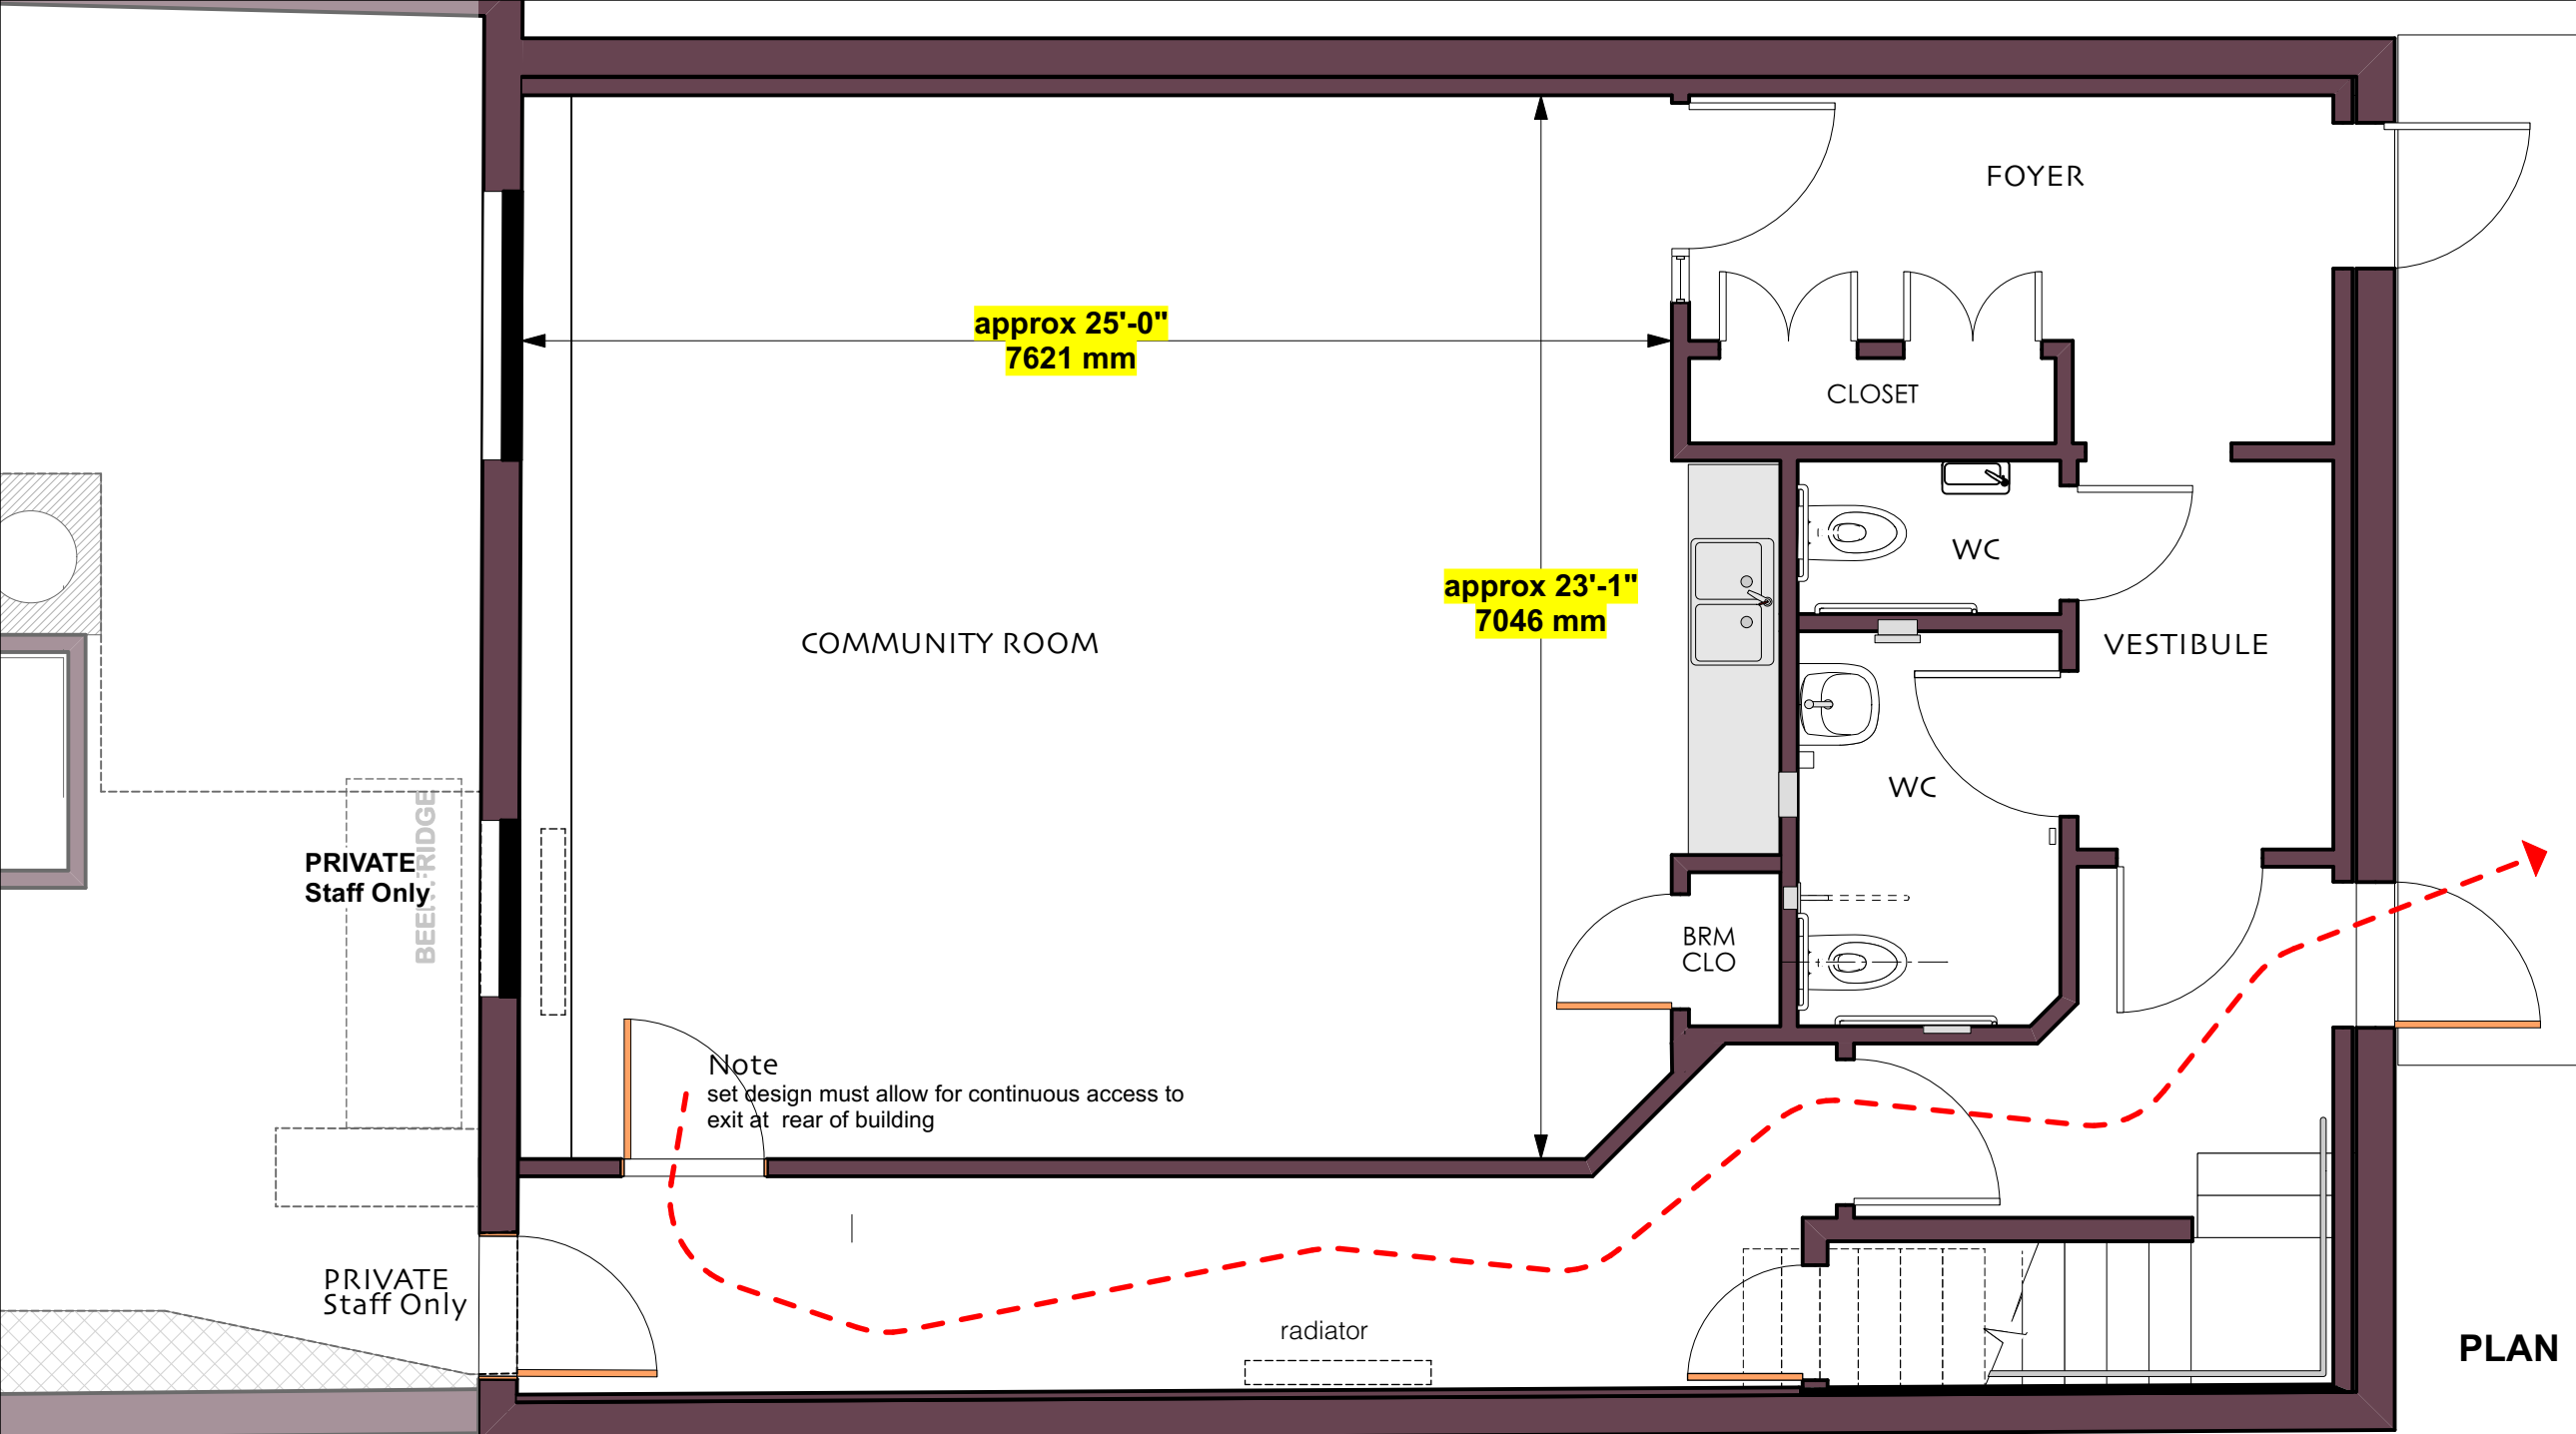 FOYER
approx 25'-0"
7621 mm
CLOSET
WC
approx 23'-1"
7046 mm
COMMUNITY ROOM
VESTIBULE
WC
PRIVATE
Staff Only
BRM
CLO
Note
set design must allow for continuous access to
exit at rear of building
PRIVATE
Staff Only
radiator
PLAN